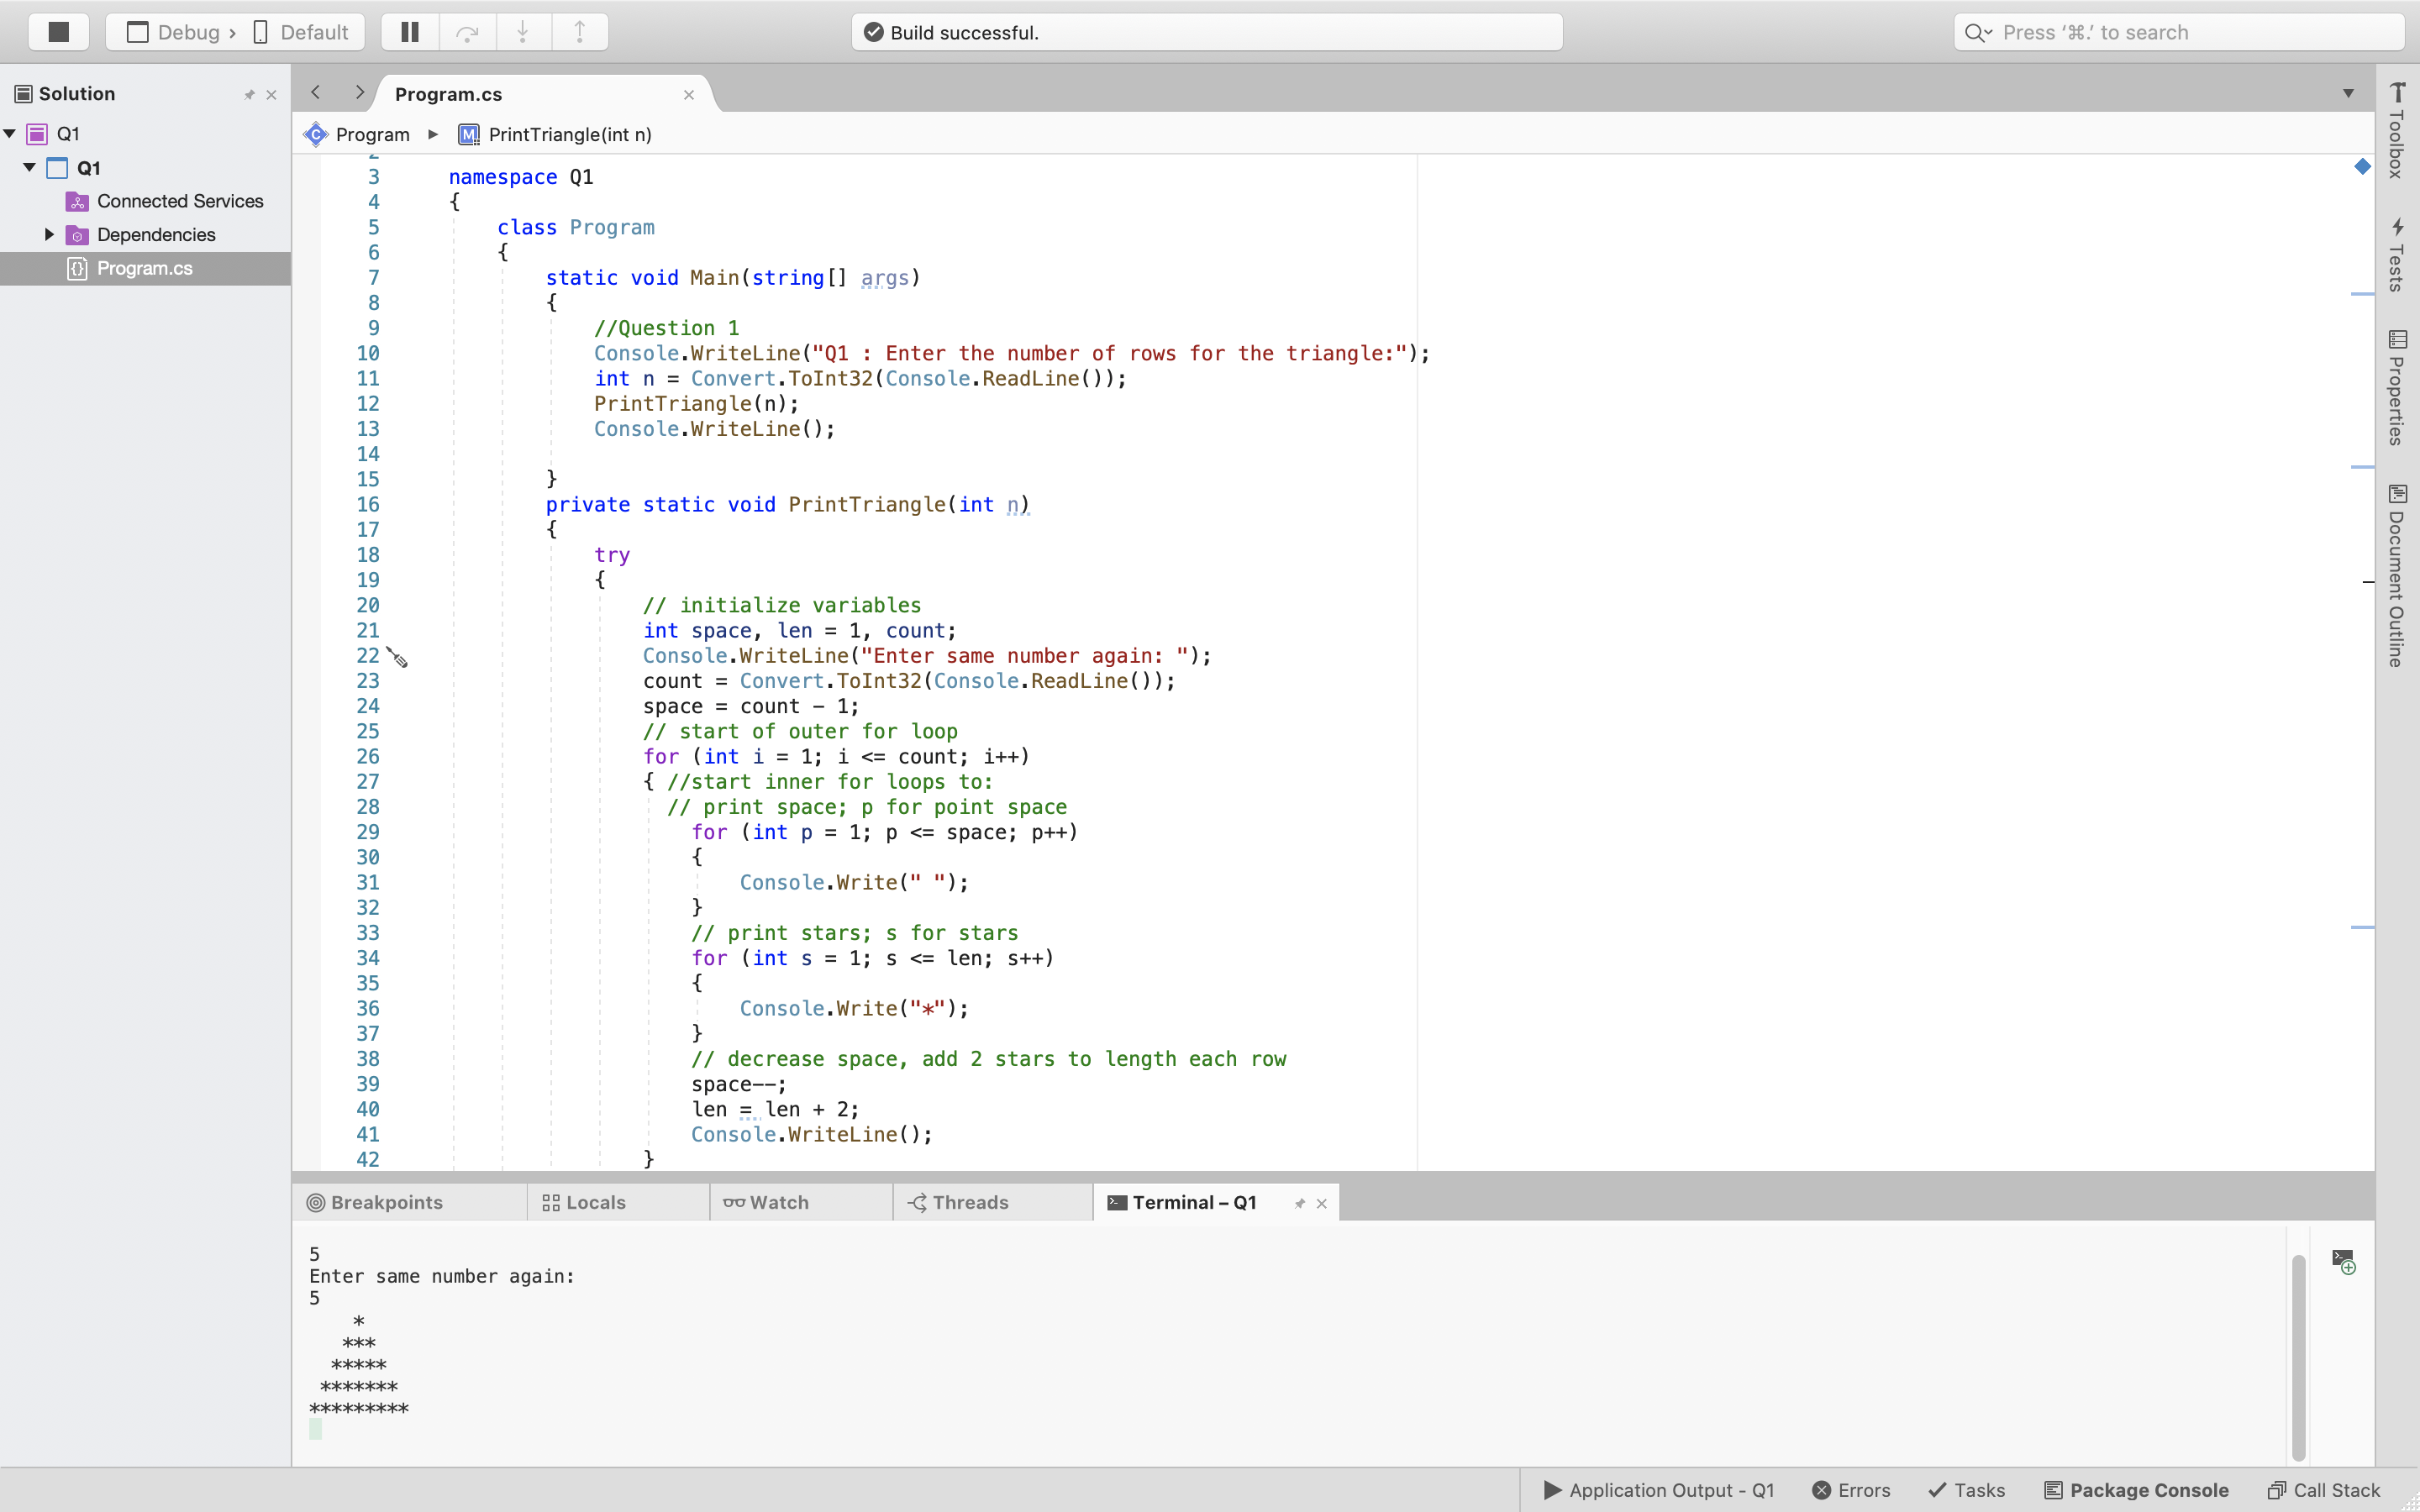 Debug › Default
Build successful.
Press ‘⌘.’ to search
Solution
Q1
Q1
Connected Services
Dependencies
Program.cs
Program.cs
Program ▶ PrintTriangle(int n)
3 namespace Q1
4 {
5 class Program
6 {
7 static void Main(string[] args)
8 {
9 //Question 1
10 Console.WriteLine("Q1 : Enter the number of rows for the triangle:");
11 int n = Convert.ToInt32(Console.ReadLine());
12 PrintTriangle(n);
13 Console.WriteLine();
14
15 }
16 private static void PrintTriangle(int n)
17 {
18 try
19 {
20 // initialize variables
21 int space, len = 1, count;
22 Console.WriteLine("Enter same number again: ");
23 count = Convert.ToInt32(Console.ReadLine());
24 space = count - 1;
25 // start of outer for loop
26 for (int i = 1; i <= count; i++)
27 { //start inner for loops to:
28 // print space; p for point space
29 for (int p = 1; p <= space; p++)
30 {
31 Console.Write(" ");
32 }
33 // print stars; s for stars
34 for (int s = 1; s <= len; s++)
35 {
36 Console.Write("*");
37 }
38 // decrease space, add 2 stars to length each row
39 space--;
40 len = len + 2;
41 Console.WriteLine();
42 }
Toolbox
Tests
Properties
Document Outline
Breakpoints
Locals
Watch
Threads
Terminal – Q1
5
Enter same number again:
5
*
***
*****
*******
*********
Application Output - Q1
Errors
Tasks
Package Console
Call Stack